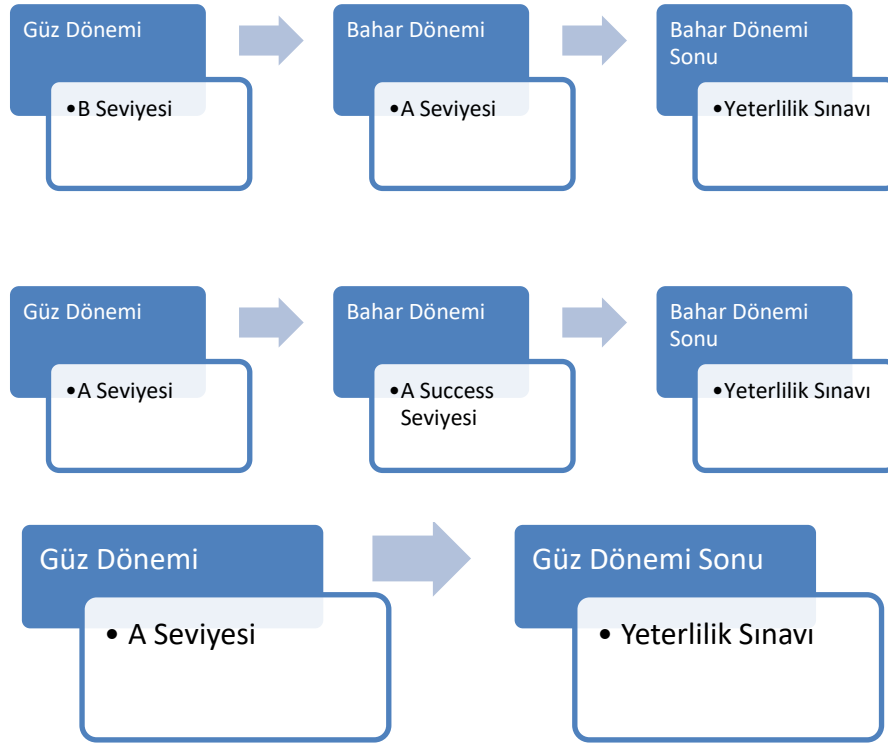 Güz Dönemi
•B Seviyesi
Bahar Dönemi
•A Seviyesi
Bahar Dönemi
Sonu
•Yeterlilik Sınavı
Güz Dönemi
•A Seviyesi
Bahar Dönemi
•A Success
Seviyesi
Bahar Dönemi
Sonu
•Yeterlilik Sınavı
Güz Dönemi
• A Seviyesi
Güz Dönemi Sonu
• Yeterlilik Sınavı